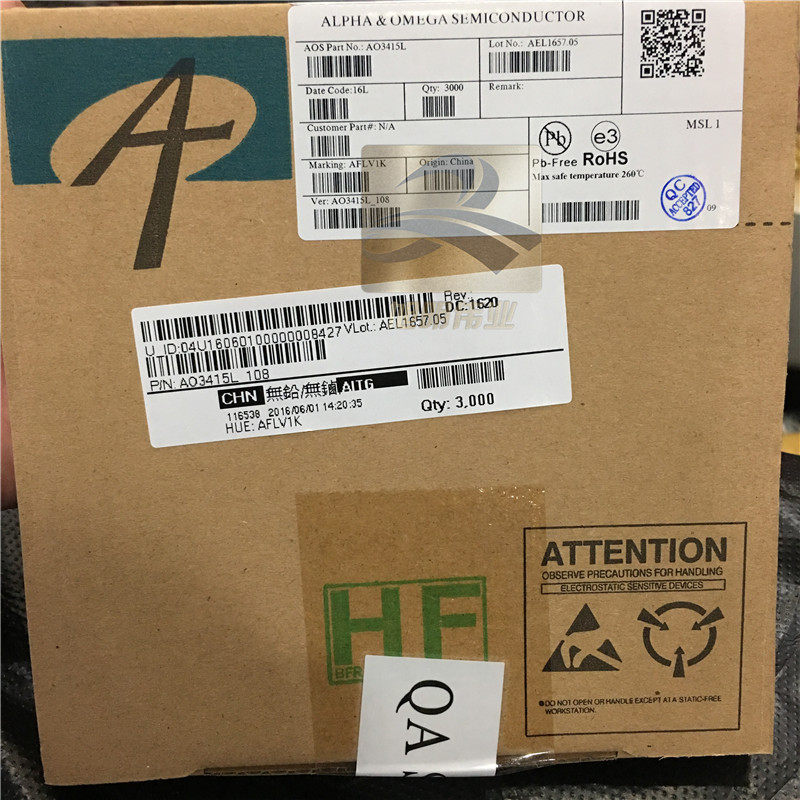 ALPHA & OMEGA SEMICONDUCTOR
AOS Part No.: AO3415L
Lot No.: AEL1657.05
Date Code:16L
Qty: 3000
Remark:
Customer Part#: N/A
Marking: AFLV1K
Origin: China
Ver: AO3415L_108
Pb
e3
MSL 1
Pb-Free RoHS
Max safe temperature 260℃
QC
ACCEPTED
827
09
Rev:
DC:1620
U_ID:04U16060100000008427 VLot.: AEL1657.05
P/N: AO3415L_108
CHN 無鉛/無鹵 AIT6
116538 2016/06/01 14:20:35
HUE: AFLV1K
Qty: 3,000
HF
BFR
QA
ATTENTION
OBSERVE PRECAUTIONS FOR HANDLING
ELECTROSTATIC SENSITIVE DEVICES
DO NOT OPEN OR HANDLE EXCEPT AT A STATIC-FREE
WORKSTATION.